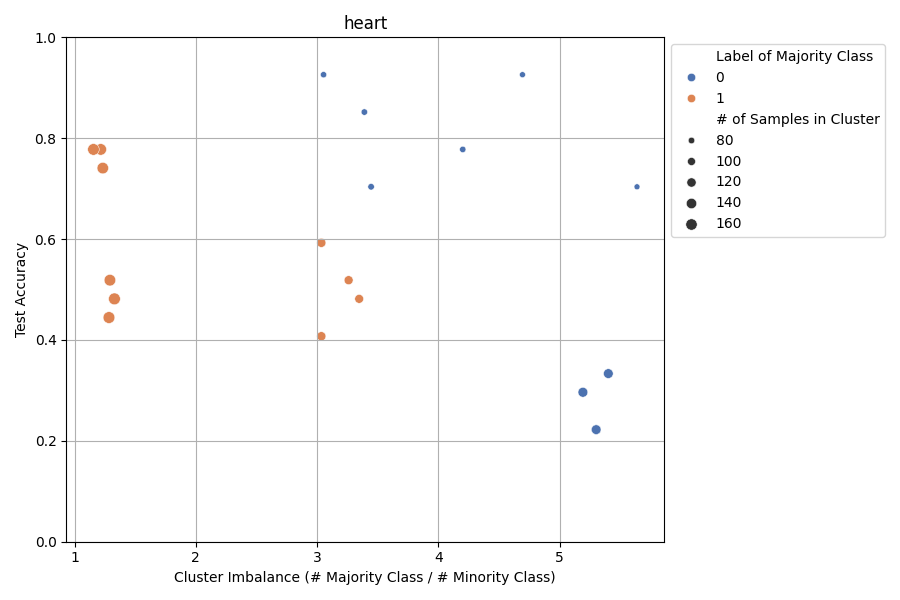 heart
Label of Majority Class
0
1
# of Samples in Cluster
80
100
120
140
160
1.0
0.8
0.6
0.4
0.2
0.0
Test Accuracy
1 2 3 4 5
Cluster Imbalance (# Majority Class / # Minority Class)